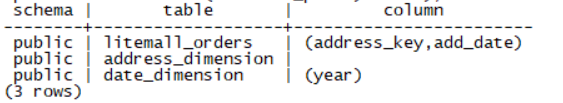 schema | table | column
--------+-------------------+------------------------
public | litemall_orders | (address_key,add_date)
public | address_dimension |
public | date_dimension | (year)
(3 rows)